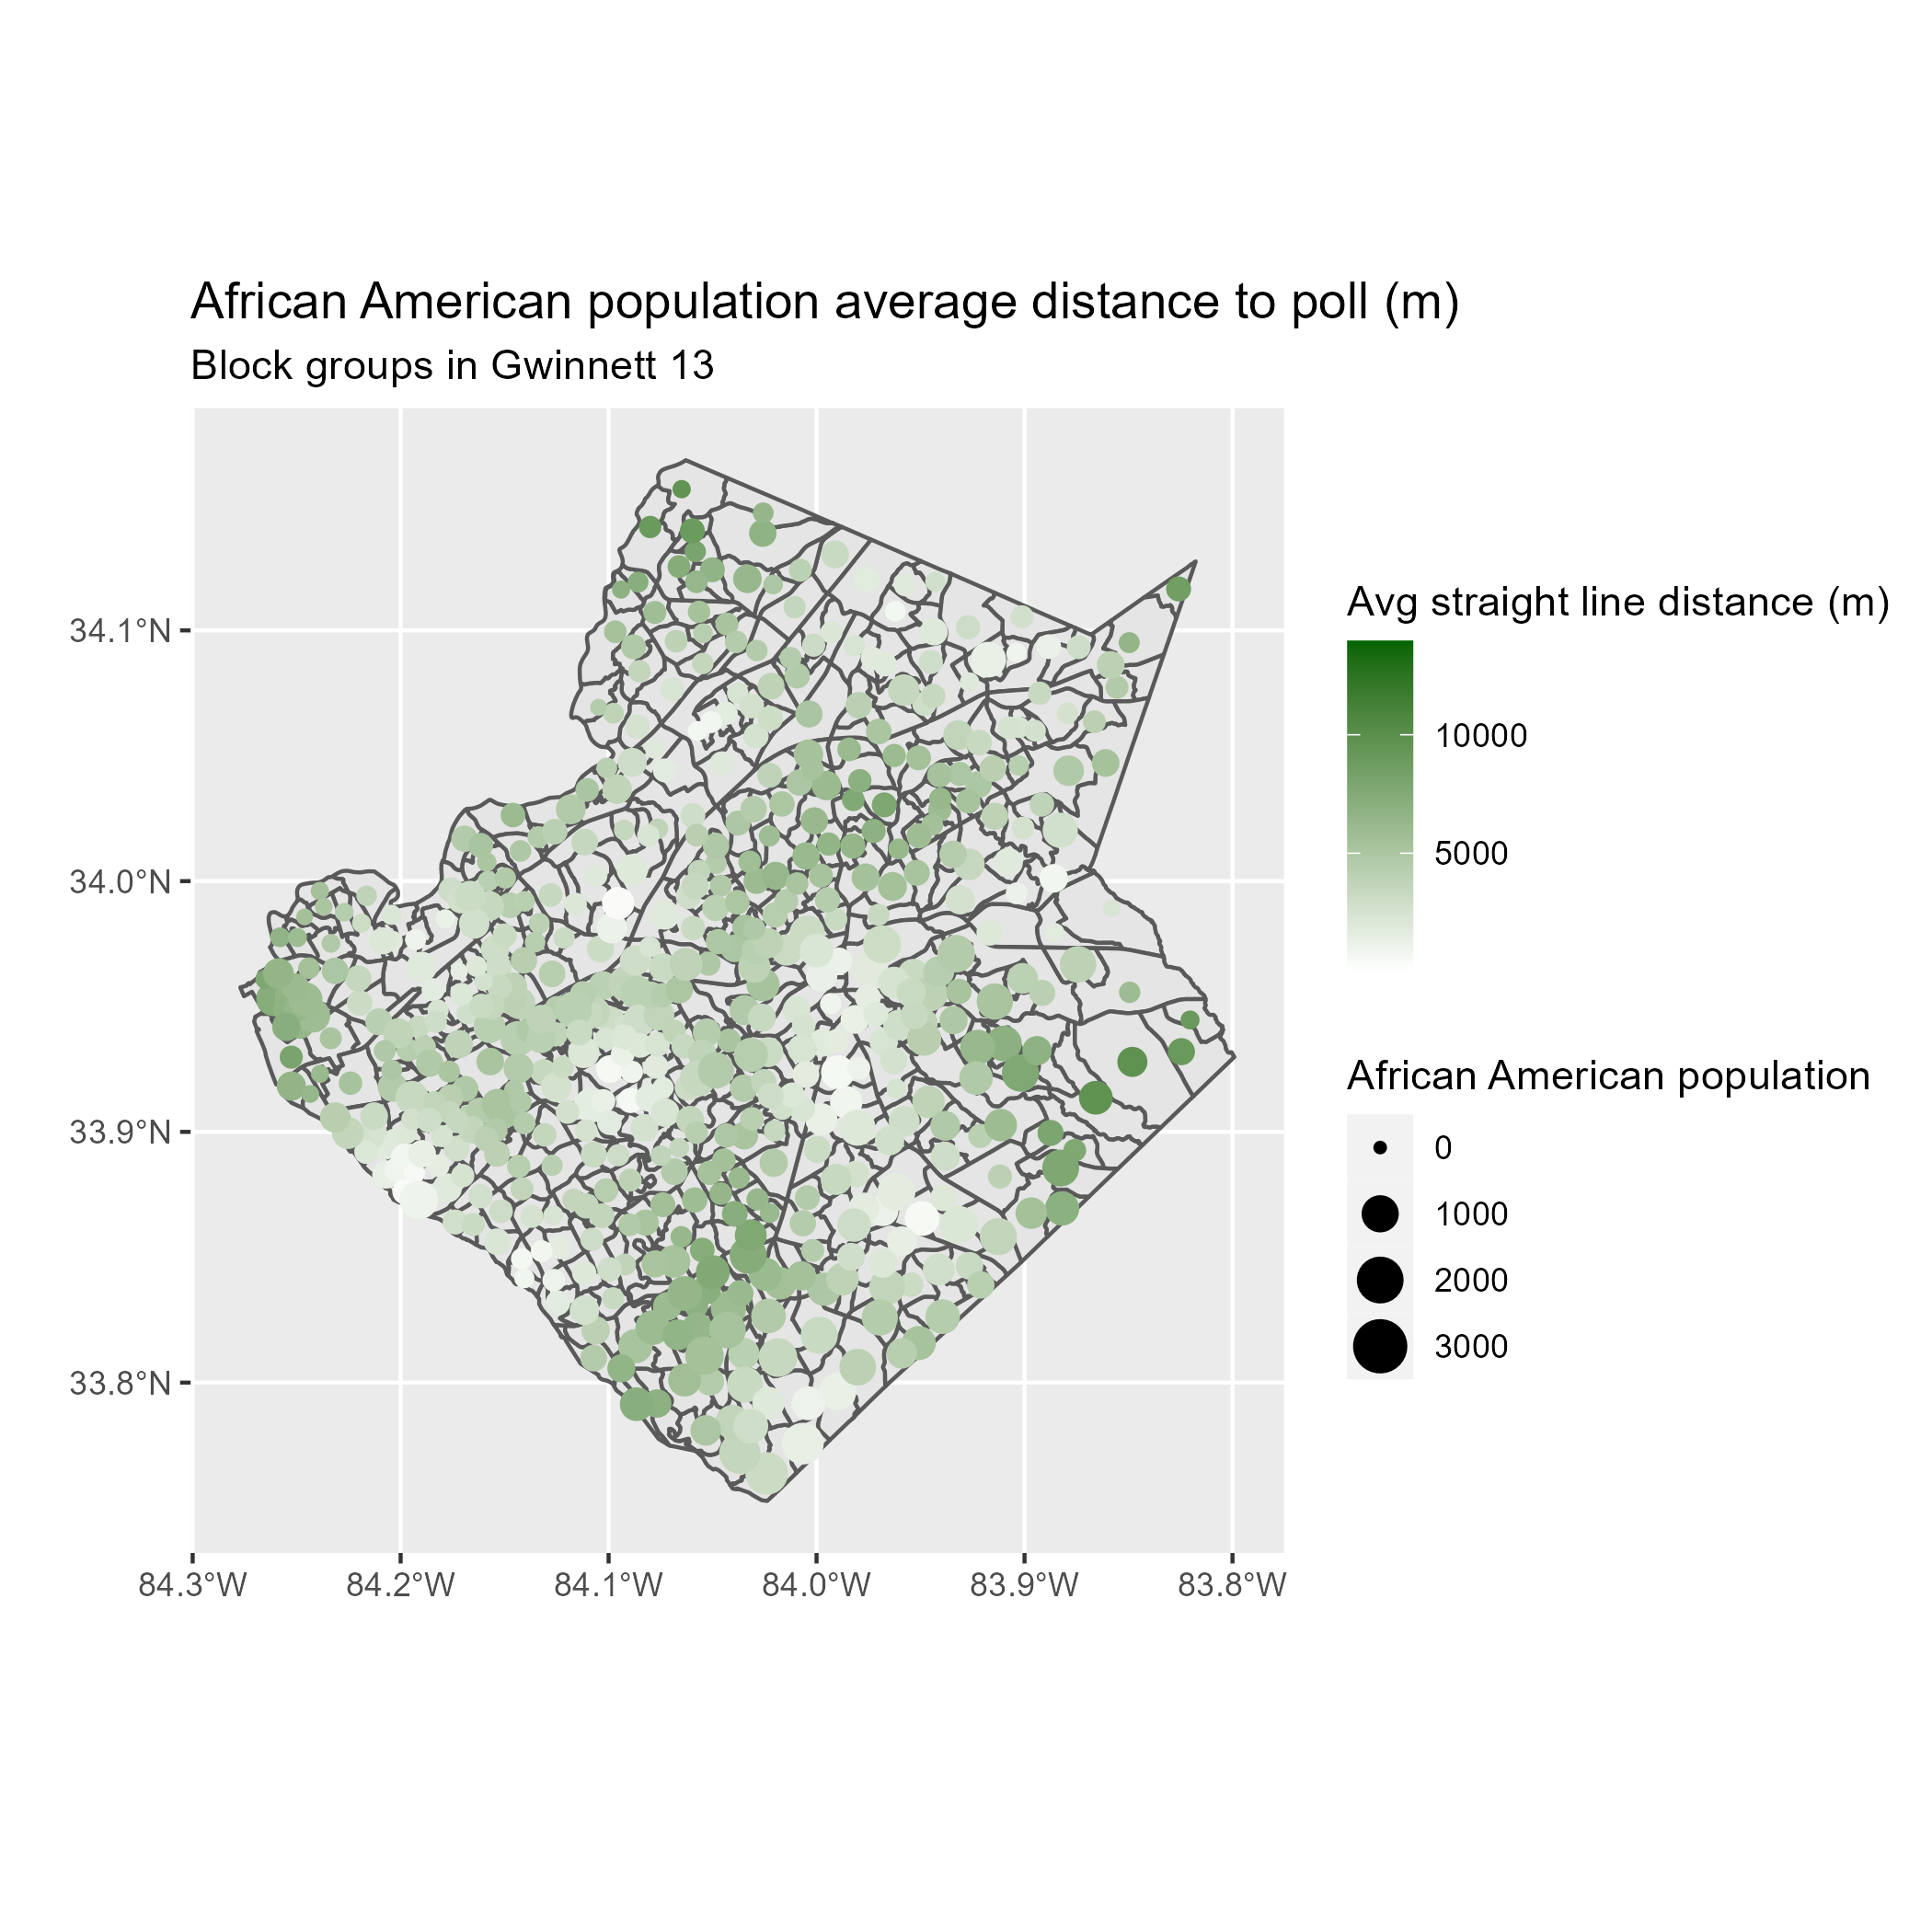 African American population average distance to poll (m)
Block groups in Gwinnett 13
34.1°N
34.0°N
33.9°N
33.8°N
84.3°W 84.2°W 84.1°W 84.0°W 83.9°W 83.8°W
Avg straight line distance (m)
10000
5000
African American population
0
1000
2000
3000